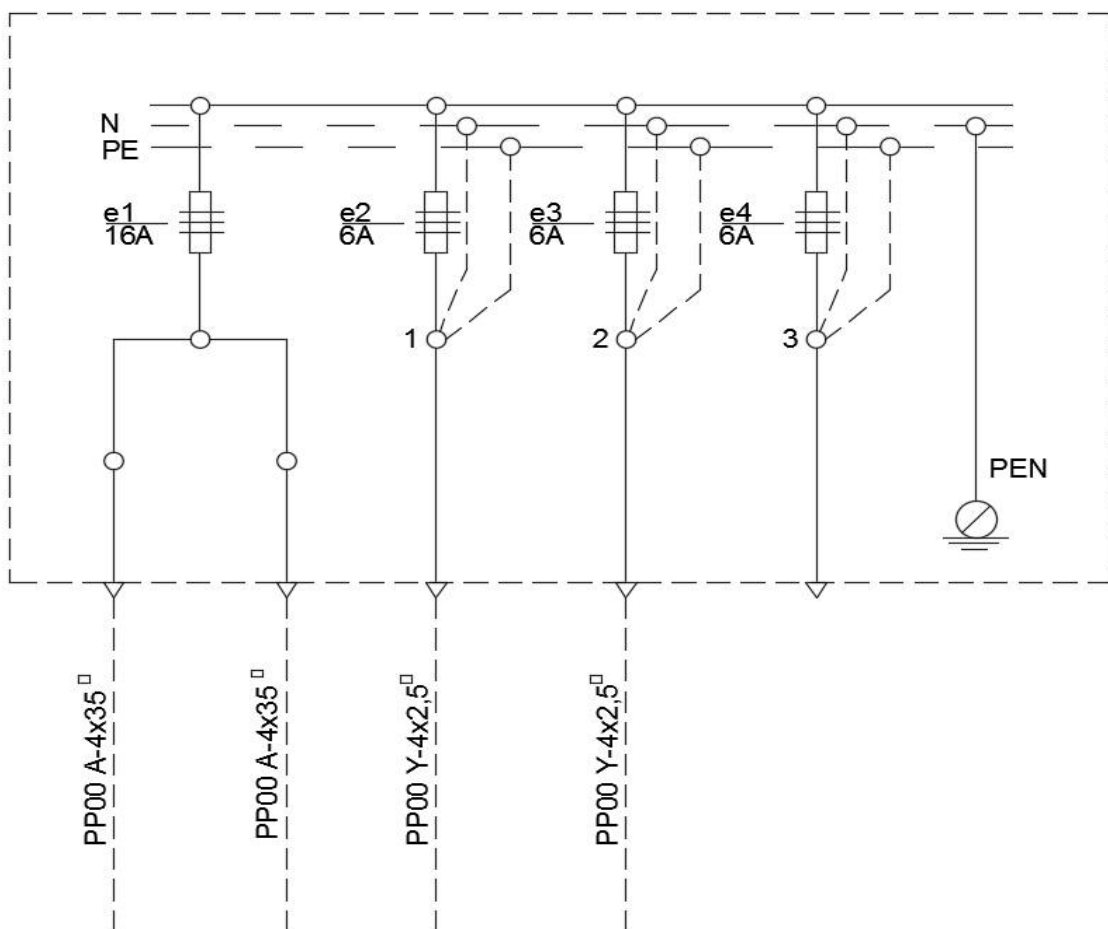 N
PE
e1
16A
e2
6A
e3
6A
e4
6A
1
2
3
PEN
PP00 A-4x35□
PP00 A-4x35□
PP00 Y-4x2,5□
PP00 Y-4x2,5□